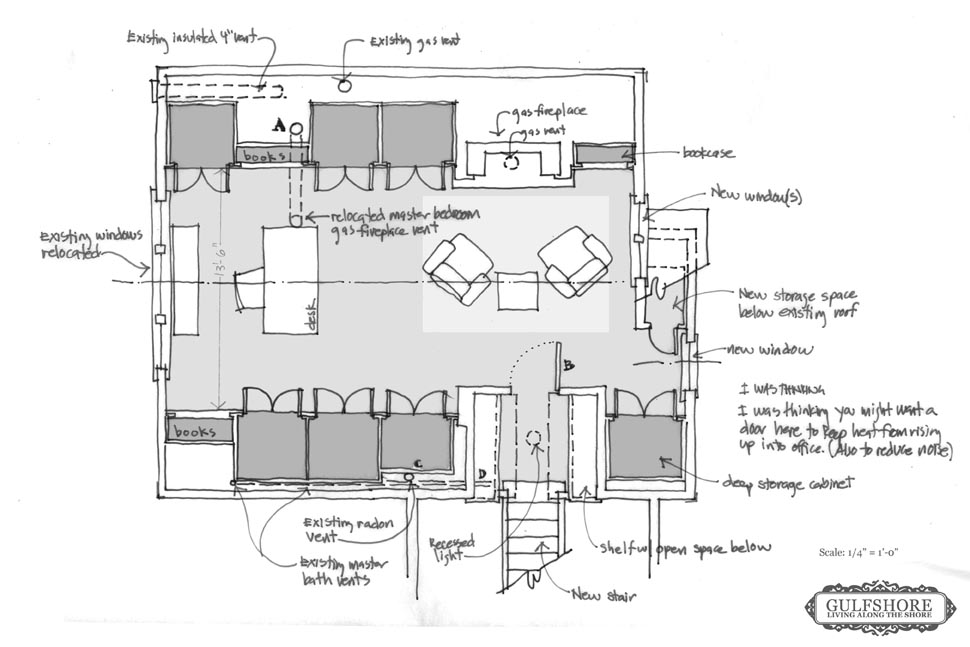 Existing insulated 4" vent
Existing gas vent
A
gas fireplace
gas vent
books
bookcase
relocated master bedroom
gas fireplace vent
New window(s)
Existing windows
relocated
13'-6"
desk
New storage space
below existing roof
new window
B
I WAS THINKING
I was thinking you might want a
door here to keep heat from rising
up into office. (Also to reduce noise)
books
C
D
deep storage cabinet
Existing radon
vent
Recessed
light
shelf w/ open space below
Existing master
bath vents
New stair
Scale: 1/4" = 1'-0"
GULFSHORE
LIVING ALONG THE SHORE